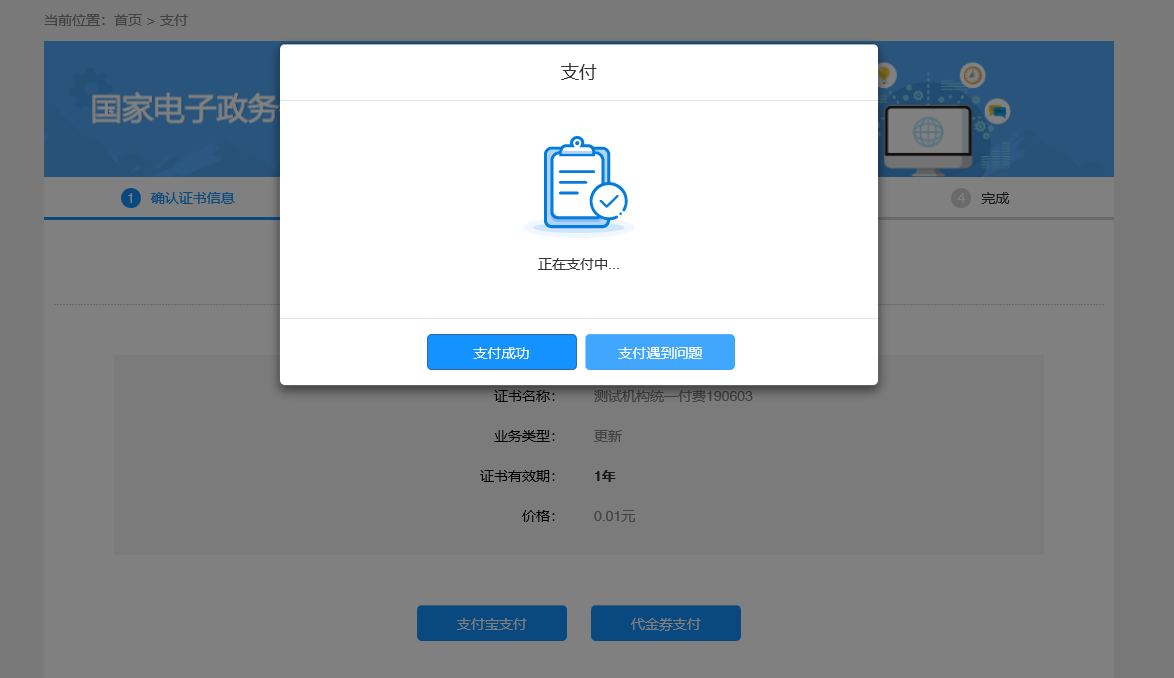 当前位置：首页 > 支付
支付
国家电子政务
1 确认证书信息
4 完成
正在支付中...
支付成功 支付遇到问题
证书名称： 测试机构统一付费190603
业务类型： 更新
证书有效期： 1年
价格： 0.01元
支付宝支付 代金券支付